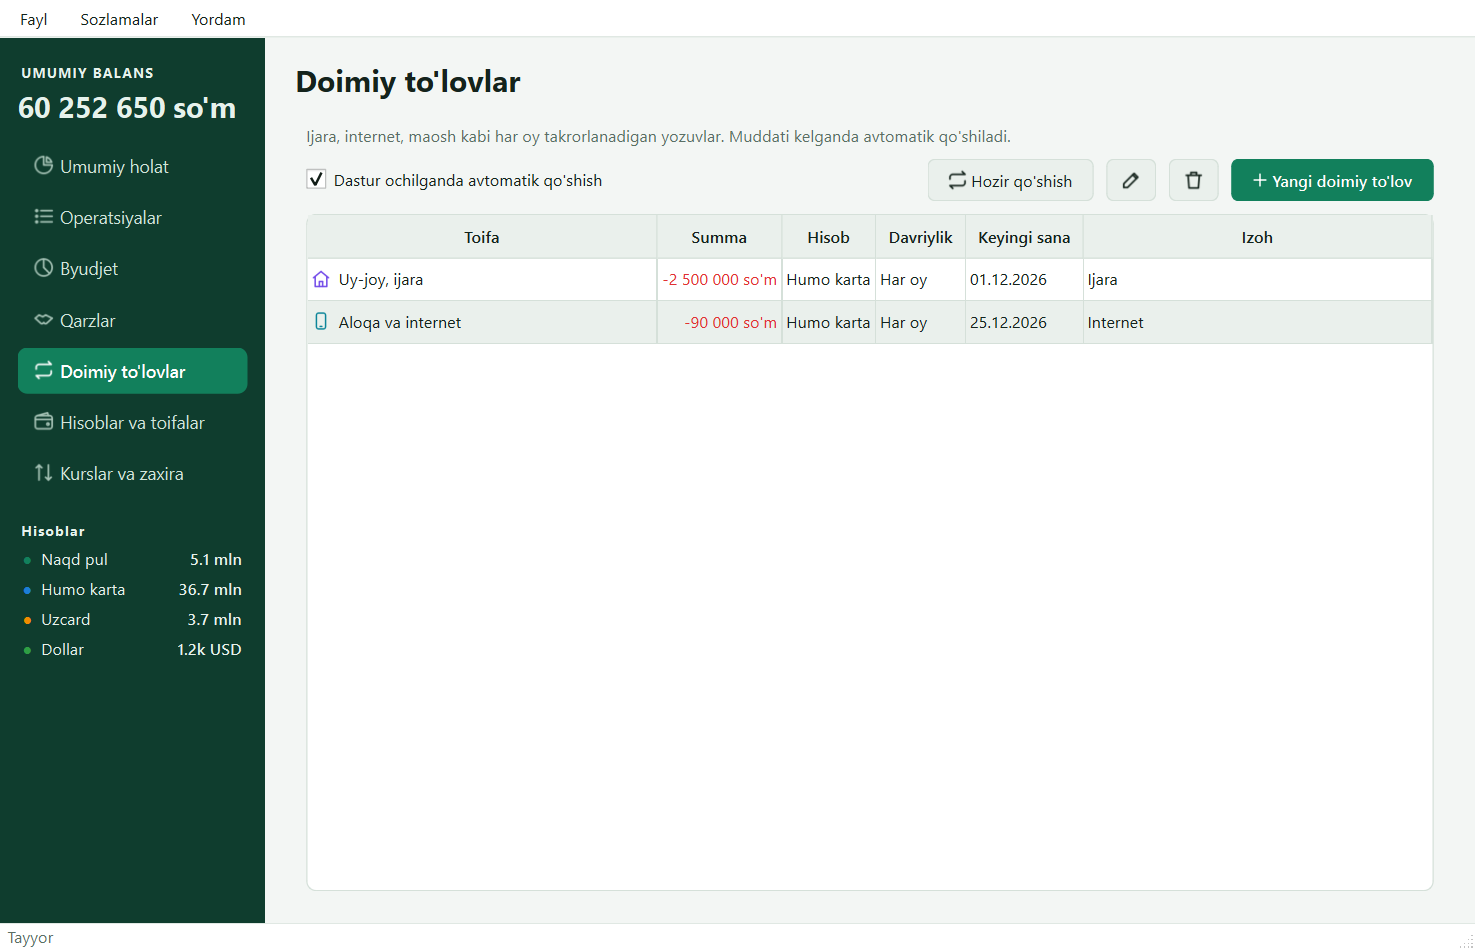 Fayl Sozlamalar Yordam
UMUMIY BALANS
60 252 650 so'm
Umumiy holat
Operatsiyalar
Byudjet
Qarzlar
Doimiy to'lovlar
Hisoblar va toifalar
Kurslar va zaxira
Hisoblar
Naqd pul 5.1 mln
Humo karta 36.7 mln
Uzcard 3.7 mln
Dollar 1.2k USD
Doimiy to'lovlar
Ijara, internet, maosh kabi har oy takrorlanadigan yozuvlar. Muddati kelganda avtomatik qo'shiladi.
Dastur ochilganda avtomatik qo'shish Hozir qo'shish + Yangi doimiy to'lov
Toifa Summa Hisob Davriylik Keyingi sana Izoh
Uy-joy, ijara -2 500 000 so'm Humo karta Har oy 01.12.2026 Ijara
Aloqa va internet -90 000 so'm Humo karta Har oy 25.12.2026 Internet
Tayyor